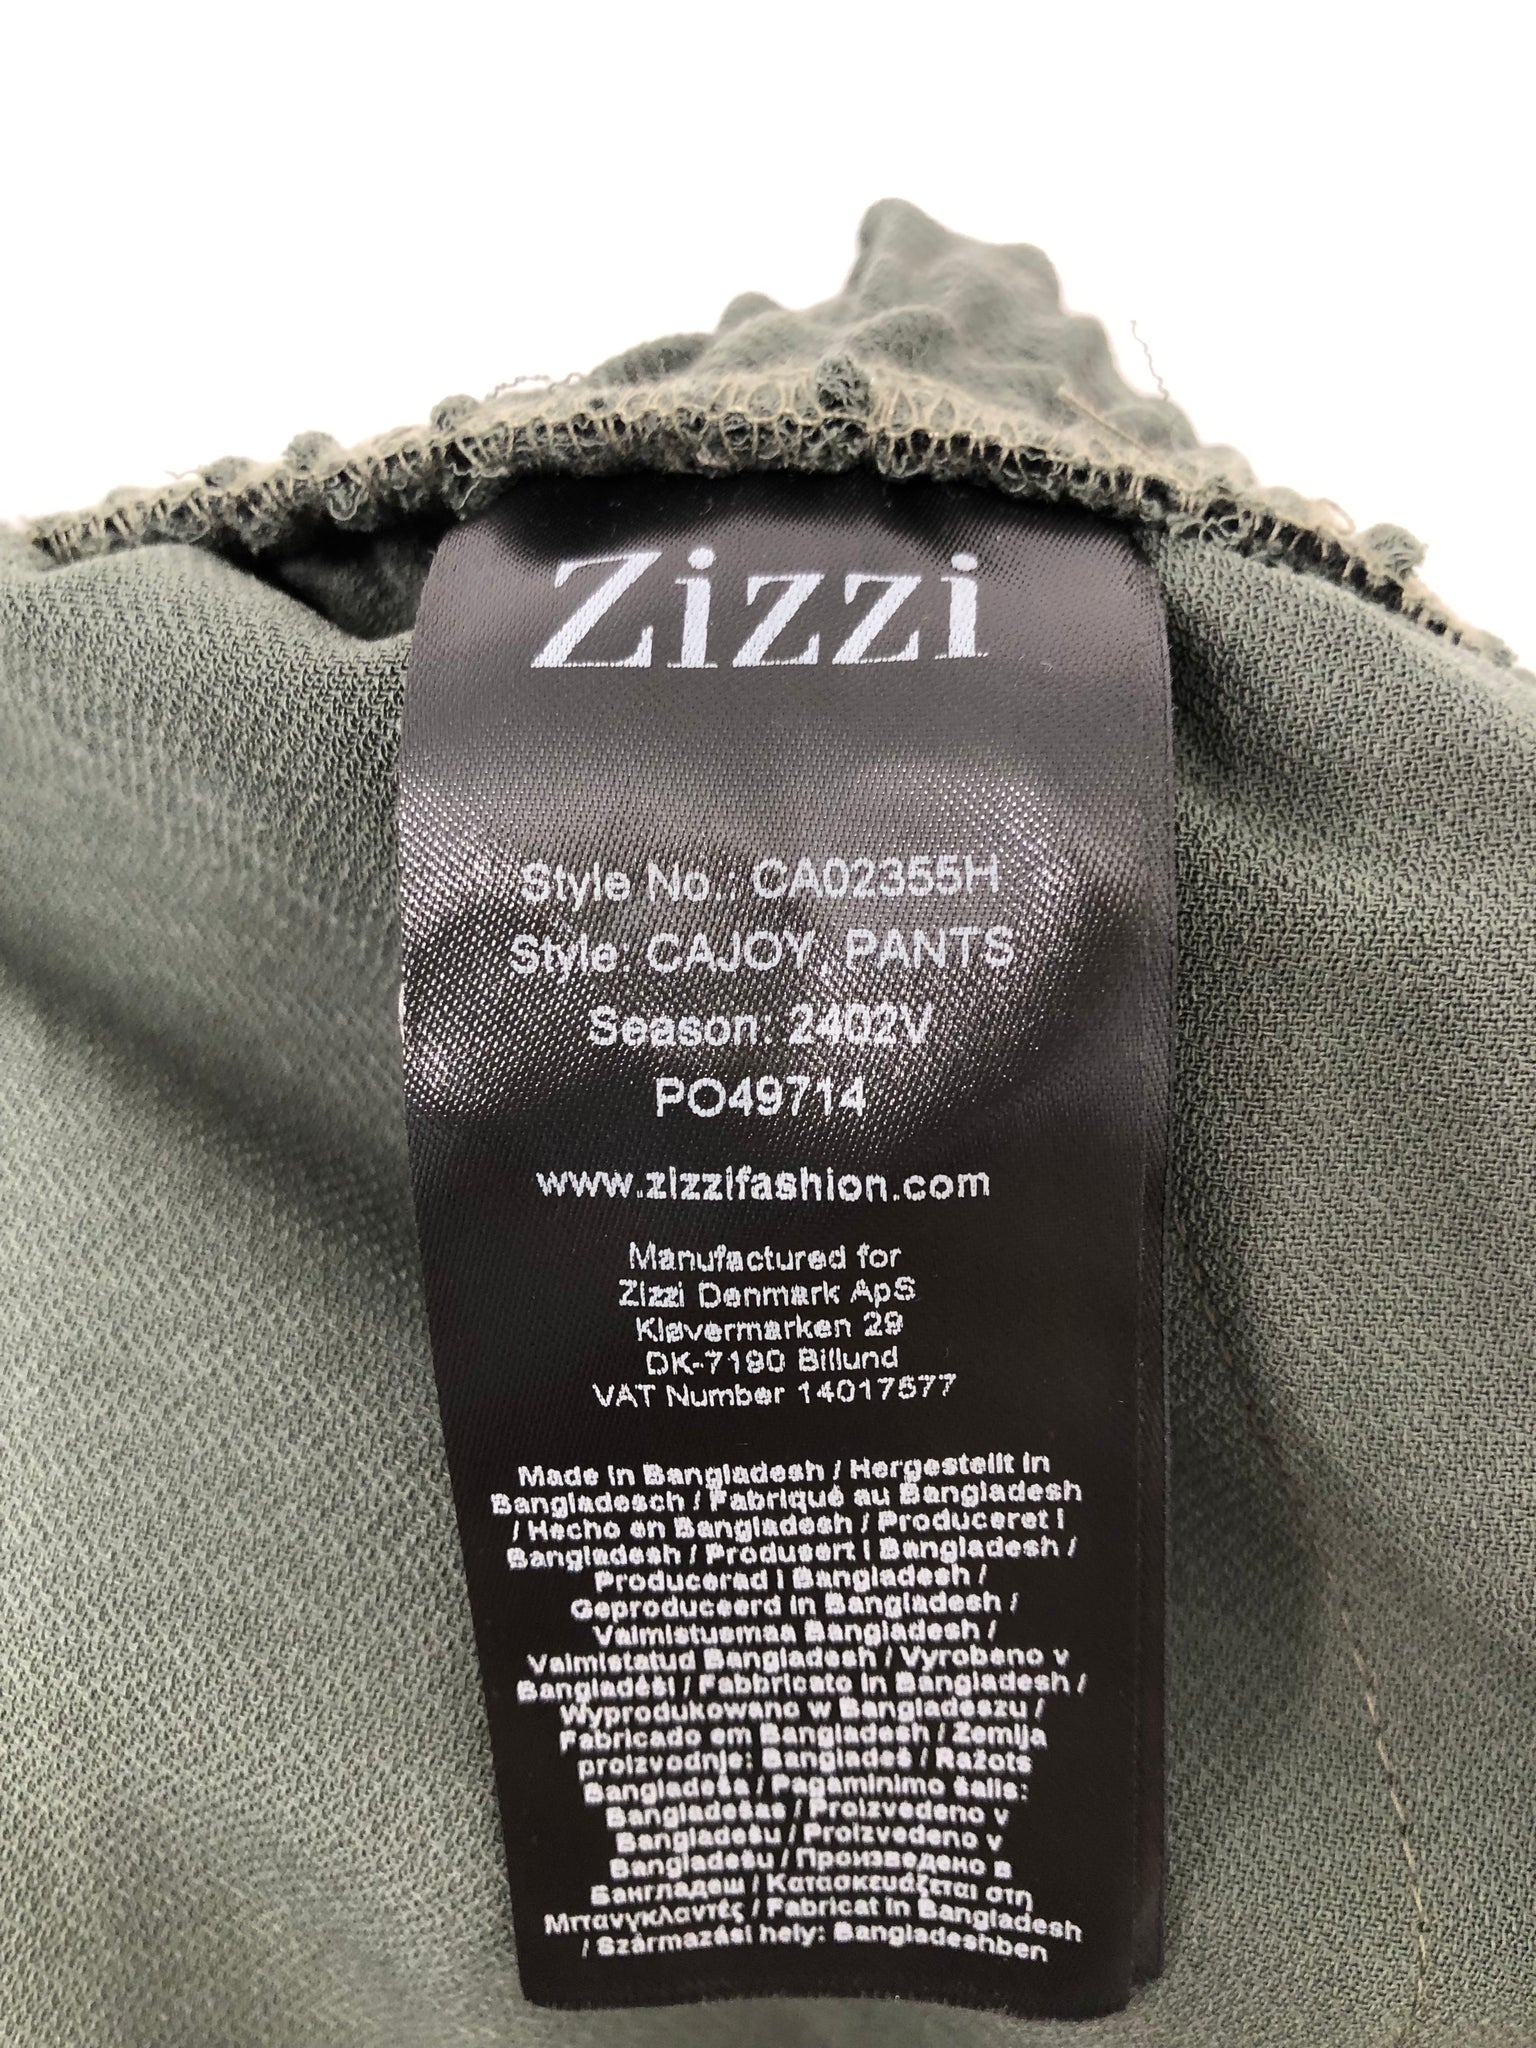 Zizzi
Style No.: CA02355H
Style: CAJOY, PANTS
Season: 2402V
PO49714
www.zizzifashion.com
Manufactured for
Zizzi Denmark ApS
Kløvermarken 29
DK-7190 Billund
VAT Number 14017577
Made in Bangladesh / Hergestellt in
Bangladesch / Fabriqué au Bangladesh
/ Hecho en Bangladesh / Produceret i
Bangladesh / Produsert i Bangladesh /
Producerad i Bangladesh /
Geproduceerd in Bangladesh /
Valmistusmaa Bangladesh /
Valmistatud Bangladesh / Vyrobeno v
Bangladéši / Fabbricato in Bangladesh /
Wyprodukowano w Bangladeszu /
Fabricado em Bangladesh / Zemlja
proizvodnje: Bangladeš / Ražots
Bangladeša / Pagaminimo šalis:
Bangladešas / Proizvedeno v
Bangladešu / Proizvedeno v
Bangladešu / Произведено в
Бангладеш / Κατασκευάζεται στη
Μπανγκλαντές / Fabricat in Bangladesh
/ Származási hely: Bangladeshben